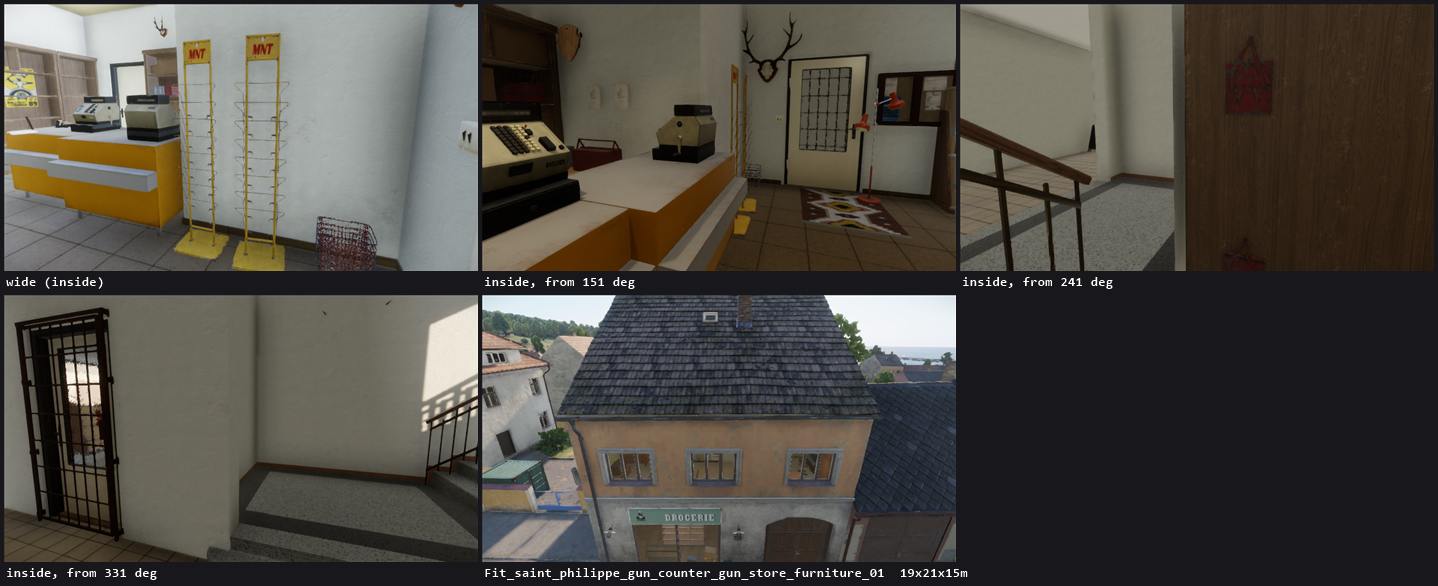 MNT
MNT
wide (inside)
inside, from 151 deg
inside, from 241 deg
inside, from 331 deg
DROGERIE
Fit_saint_philippe_gun_counter_gun_store_furniture_01 19x21x15m